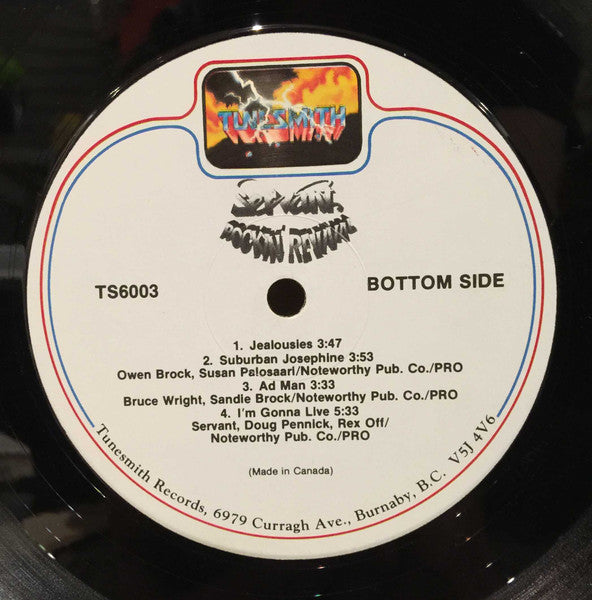 TUNESMITH
Servant,
ROCKIN' REVIVAL
TS6003
BOTTOM SIDE
1. Jealousies 3:47
2. Suburban Josephine 3:53
Owen Brock, Susan Palosaari/Noteworthy Pub. Co./PRO
3. Ad Man 3:33
Bruce Wright, Sandie Brock/Noteworthy Pub. Co./PRO
4. I'm Gonna Live 5:33
Servant, Doug Pennick, Rex Off/
Noteworthy Pub. Co./PRO
(Made in Canada)
Tunesmith Records, 6979 Curragh Ave., Burnaby, B.C. V5J 4V6